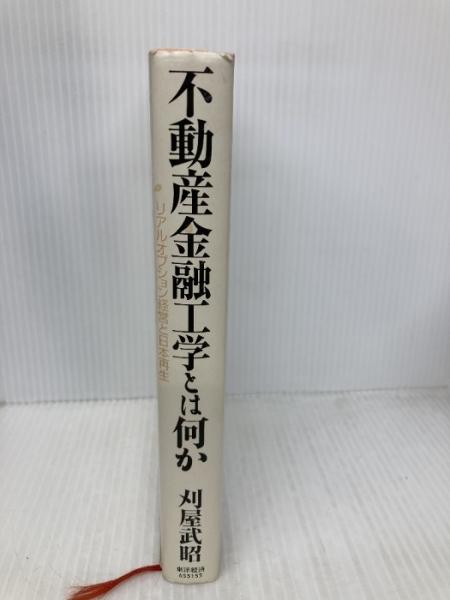 不動産金融工学とは何か
リアルオプション経営と日本再生
刈屋武昭
東洋経済
655155